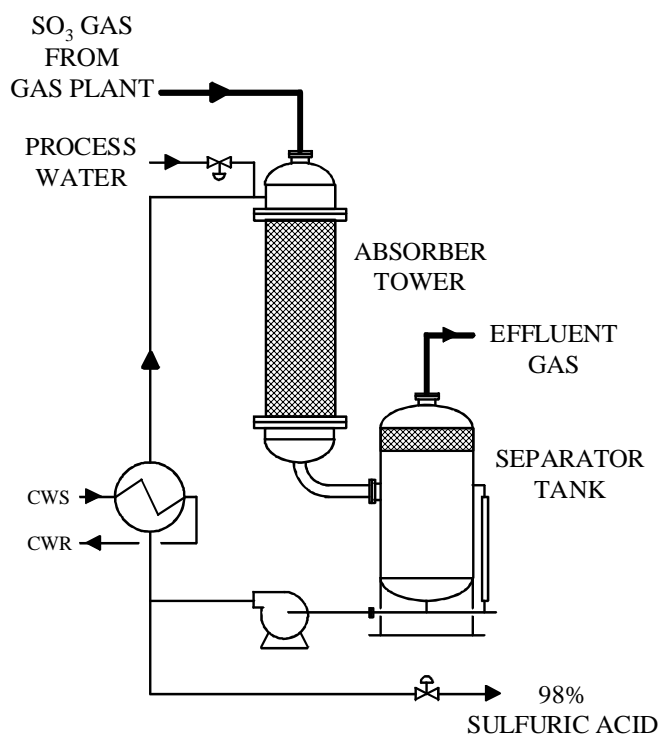 SO₃ GAS
FROM
GAS PLANT
PROCESS
WATER
ABSORBER
TOWER
EFFLUENT
GAS
SEPARATOR
TANK
CWS
CWR
98%
SULFURIC ACID